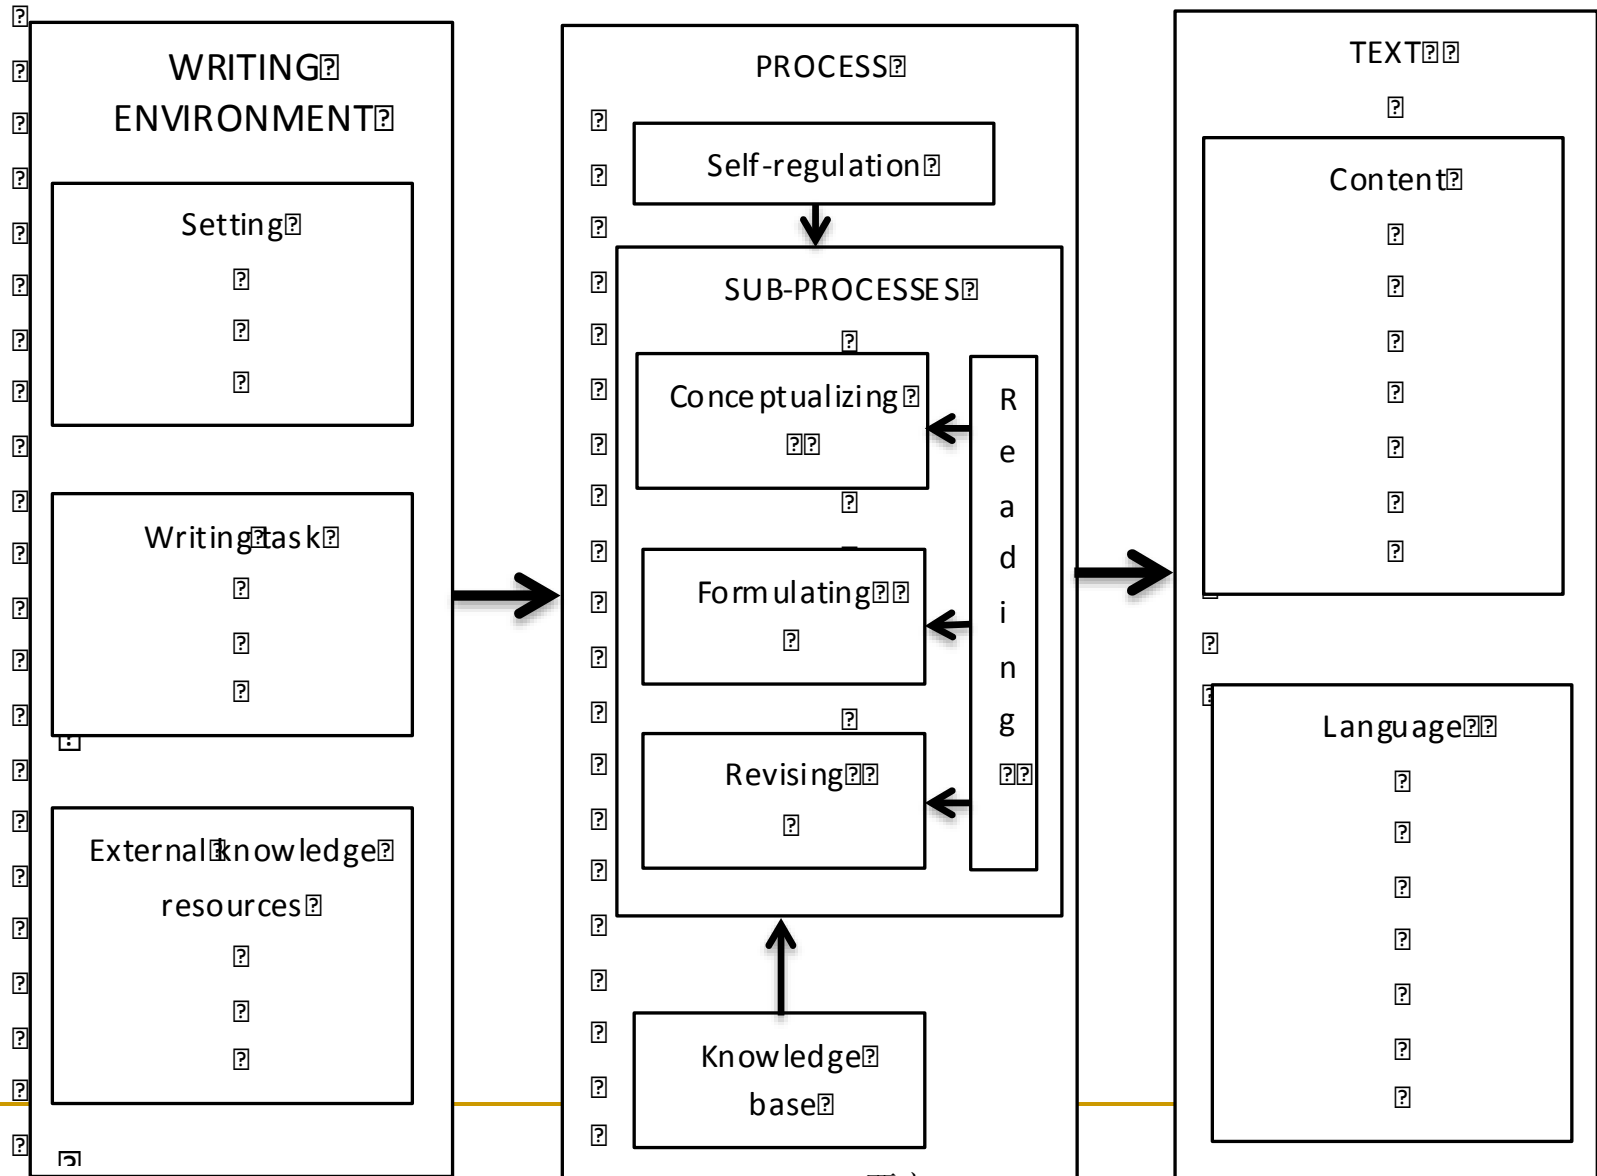 WRITING
ENVIRONMENT
Setting
Writing task
External knowledge
resources
PROCESS
Self-regulation
SUB-PROCESSES
Conceptualizing
Formulating
Revising
Reading
Knowledge
base
TEXT
Content
Language